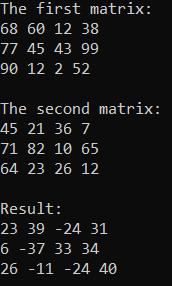 The first matrix:
68 60 12 38
77 45 43 99
90 12 2 52

The second matrix:
45 21 36 7
71 82 10 65
64 23 26 12

Result:
23 39 -24 31
6 -37 33 34
26 -11 -24 40